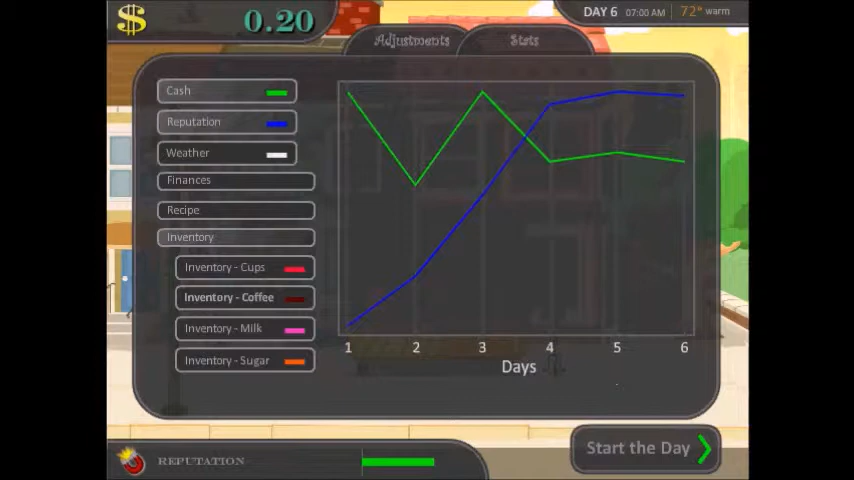 $ 0.20
DAY 6 07:00 AM 72° warm
Adjustments
Stats
Cash
Reputation
Weather
Finances
Recipe
Inventory
Inventory - Cups
Inventory - Coffee
Inventory - Milk
Inventory - Sugar
1 2 3 4 5 6
Days
REPUTATION
Start the Day